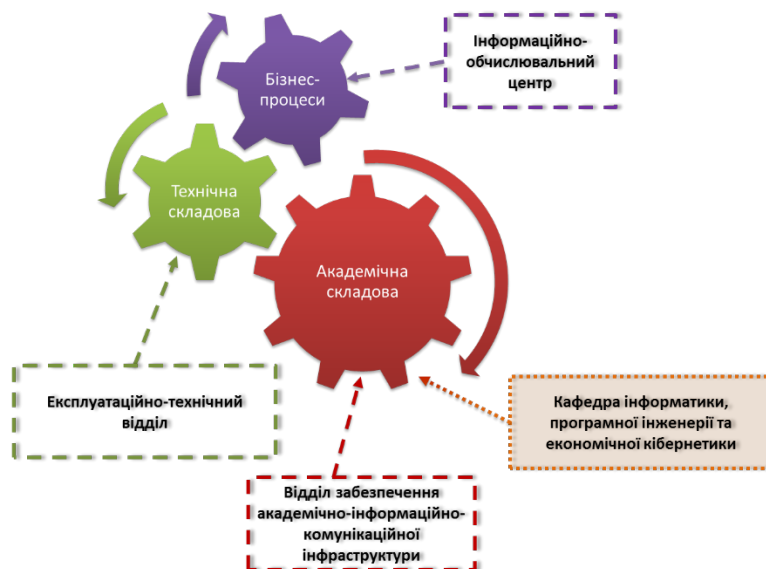 Бізнес-
процеси
Інформаційно-
обчислювальний
центр
Технічна
складова
Академічна
складова
Експлуатаційно-технічний
відділ
Кафедра інформатики,
програмної інженерії та
економічної кібернетики
Відділ забезпечення
академічно-інформаційно-
комунікаційної
інфраструктури